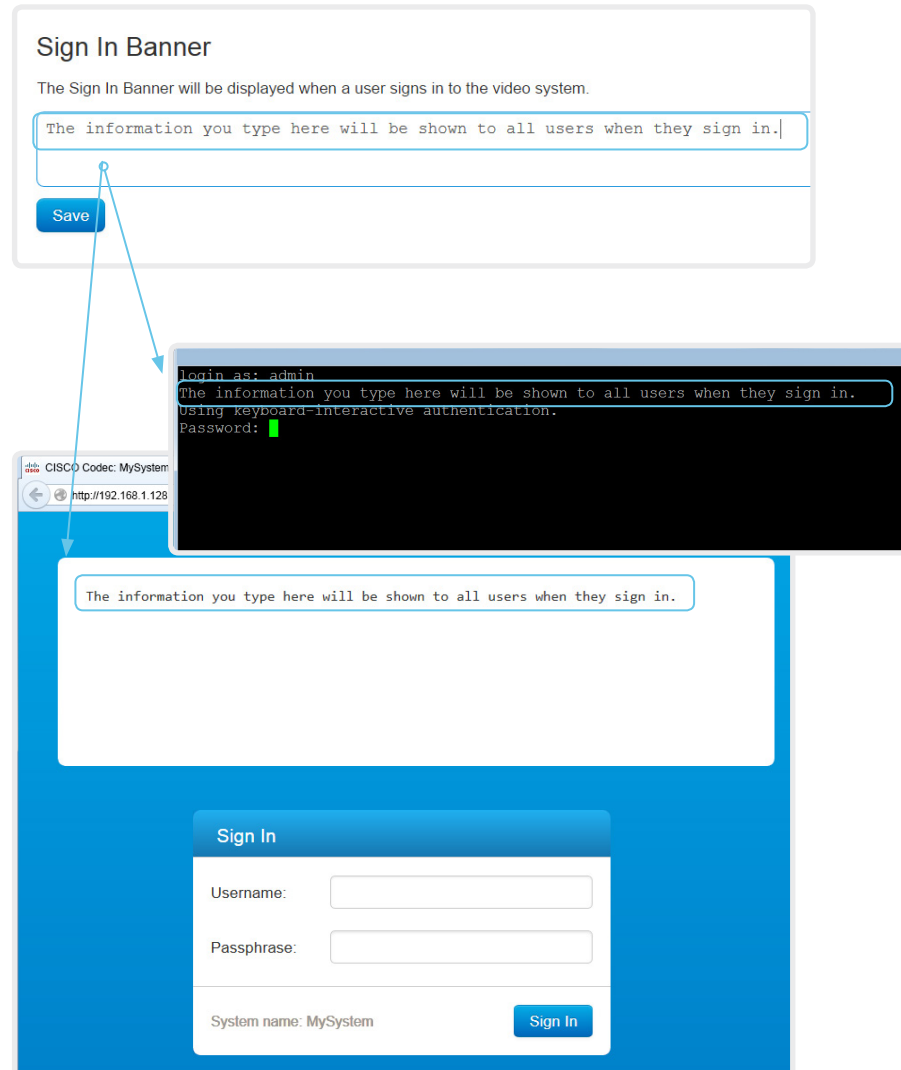 Sign In Banner
The Sign In Banner will be displayed when a user signs in to the video system.
The information you type here will be shown to all users when they sign in.
Save
login as: admin
The information you type here will be shown to all users when they sign in.
Using keyboard-interactive authentication.
Password:
CISCO Codec: MySystem
http://192.168.1.128
The information you type here will be shown to all users when they sign in.
Sign In
Username:
Passphrase:
System name: MySystem
Sign In